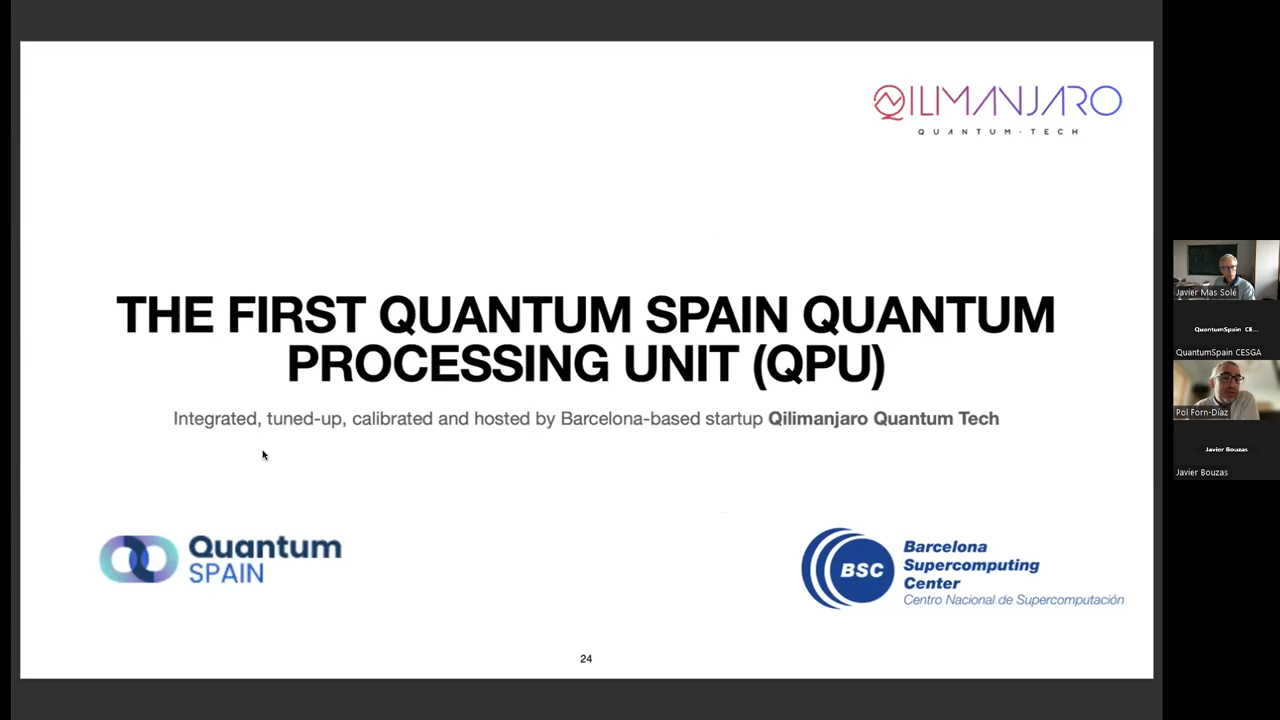 QILIMANJARO
QUANTUM-TECH
THE FIRST QUANTUM SPAIN QUANTUM
PROCESSING UNIT (QPU)
Integrated, tuned-up, calibrated and hosted by Barcelona-based startup Qilimanjaro Quantum Tech
Quantum
SPAIN
BSC
Barcelona
Supercomputing
Center
Centro Nacional de Supercomputación
24
Javier Mas Solé
QuantumSpain CE...
QuantumSpain CESGA
Pol Forn-Díaz
Javier Bouzas
Javier Bouzas